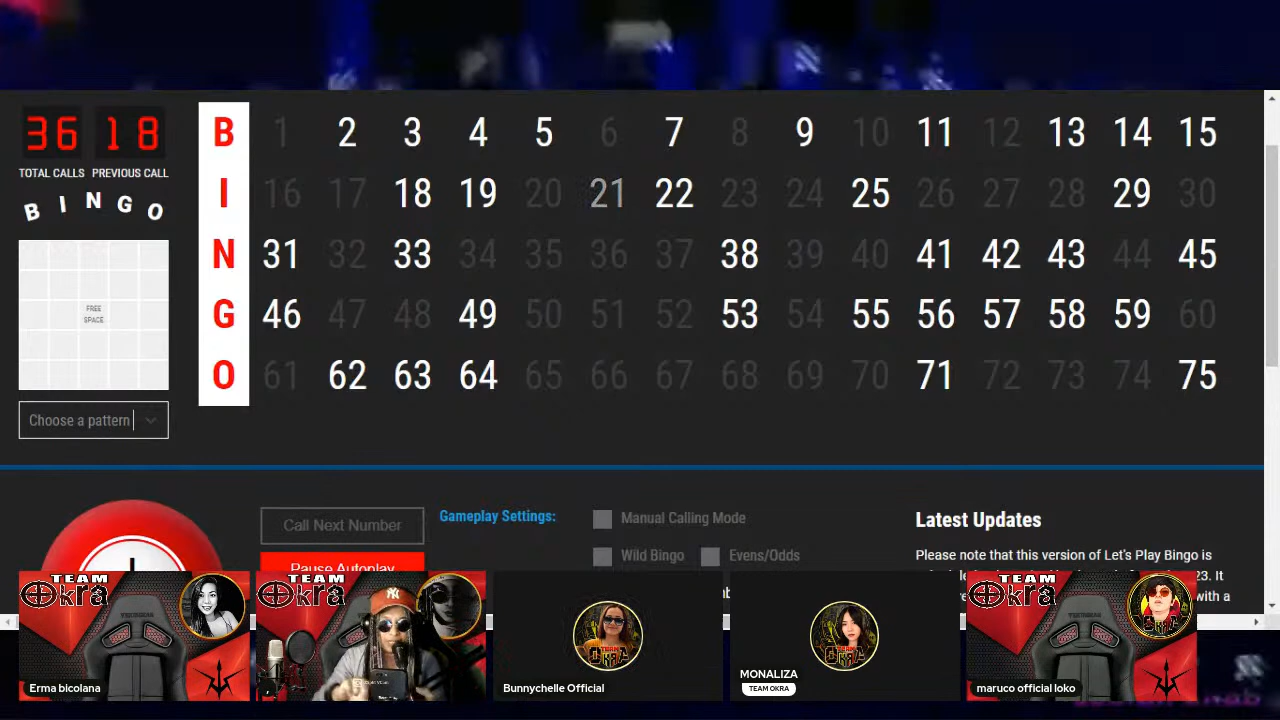 36 18
TOTAL CALLS PREVIOUS CALL
B I N G O
FREE
SPACE
Choose a pattern
B 1 2 3 4 5 6 7 8 9 10 11 12 13 14 15
I 16 17 18 19 20 21 22 23 24 25 26 27 28 29 30
N 31 32 33 34 35 36 37 38 39 40 41 42 43 44 45
G 46 47 48 49 50 51 52 53 54 55 56 57 58 59 60
O 61 62 63 64 65 66 67 68 69 70 71 72 73 74 75
Call Next Number
Pause Autoplay
Gameplay Settings:
Manual Calling Mode
Wild Bingo Evens/Odds
Latest Updates
Please note that this version of Let's Play Bingo is
23. It
with a
TEAM
Okra
Erma bicolana
TEAM
Okra
Bunnychelle Official
MONALIZA
TEAM OKRA
TEAM
Okra
maruco official loko